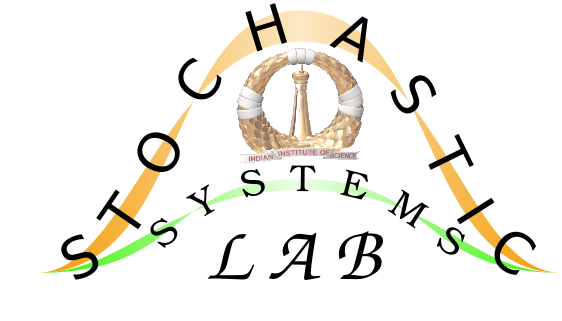 STOCHASTIC
INDIAN INSTITUTE OF SCIENCE
SYSTEMS
LAB